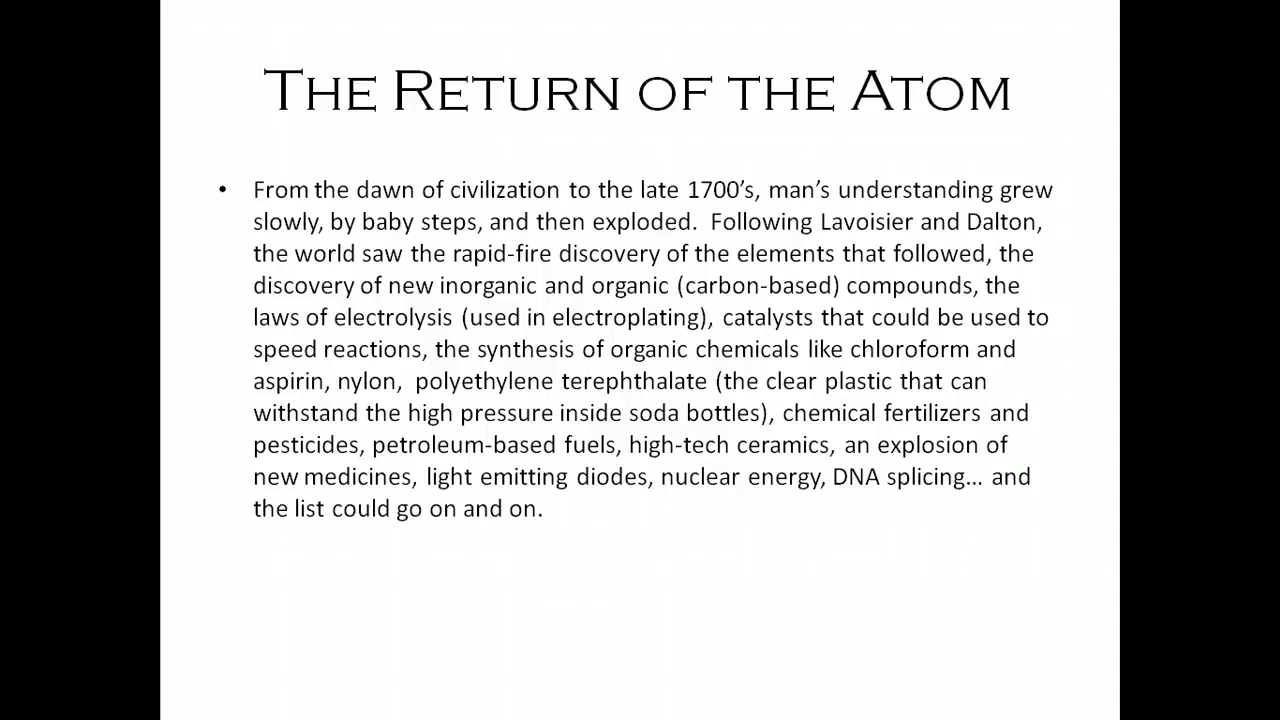 The Return of the Atom
• From the dawn of civilization to the late 1700’s, man’s understanding grew
slowly, by baby steps, and then exploded.  Following Lavoisier and Dalton,
the world saw the rapid-fire discovery of the elements that followed, the
discovery of new inorganic and organic (carbon-based) compounds, the
laws of electrolysis (used in electroplating), catalysts that could be used to
speed reactions, the synthesis of organic chemicals like chloroform and
aspirin, nylon,  polyethylene terephthalate (the clear plastic that can
withstand the high pressure inside soda bottles), chemical fertilizers and
pesticides, petroleum-based fuels, high-tech ceramics, an explosion of
new medicines, light emitting diodes, nuclear energy, DNA splicing… and
the list could go on and on.